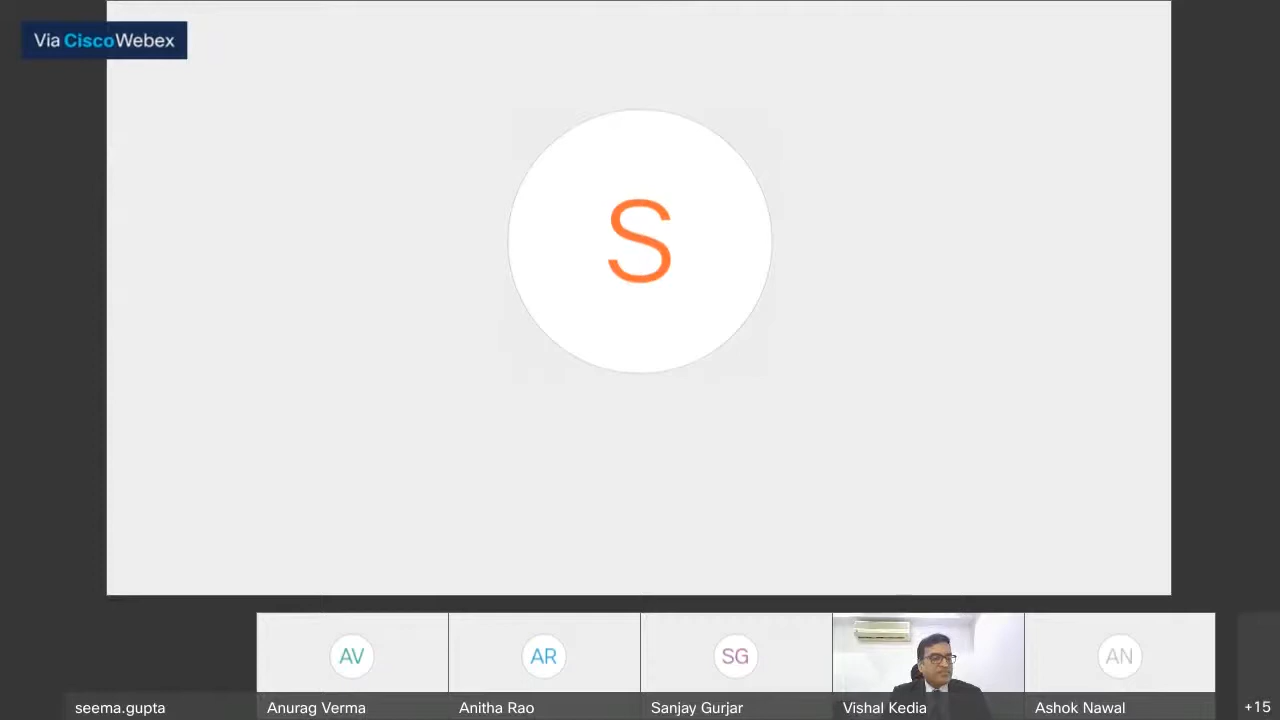 Via CiscoWebex
S
AV
AR
SG
AN
seema.gupta
Anurag Verma
Anitha Rao
Sanjay Gurjar
Vishal Kedia
Ashok Nawal
+15